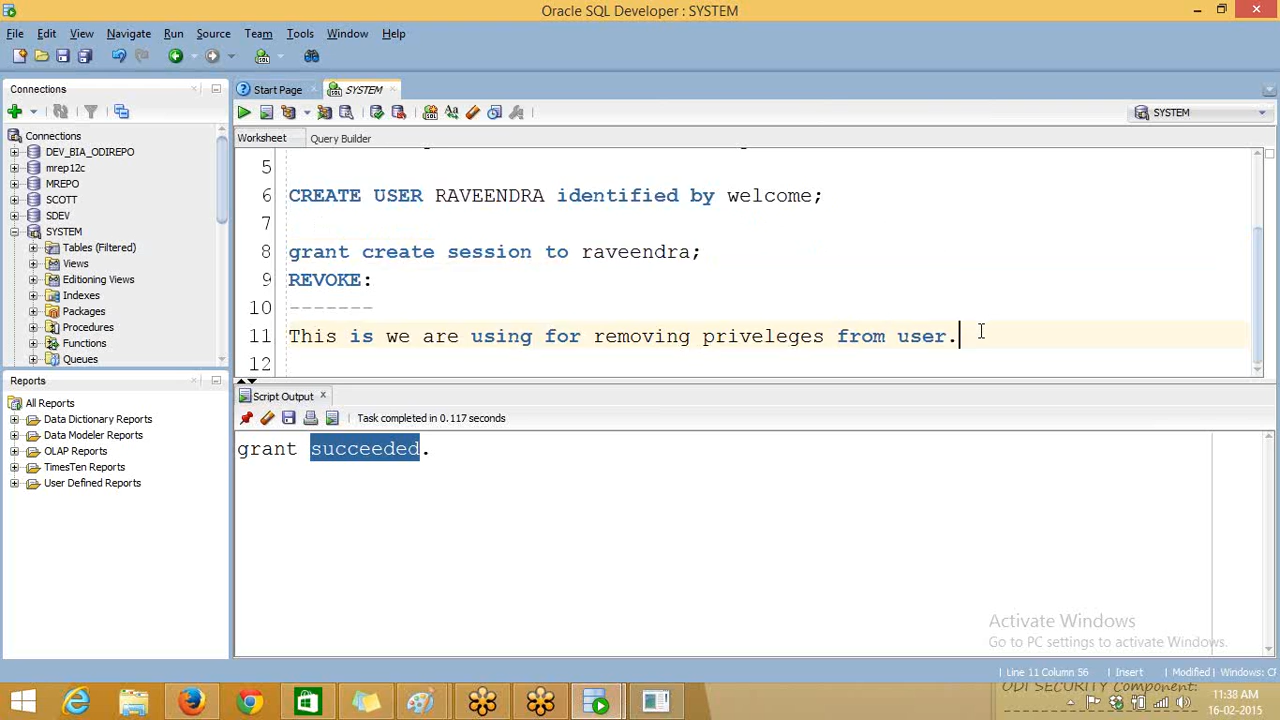 Oracle SQL Developer : SYSTEM
File Edit View Navigate Run Source Team Tools Window Help
Connections
Start Page
SYSTEM
SYSTEM
Worksheet Query Builder
Connections
DEV_BIA_ODIREPO
mrep12c
MREPO
SCOTT
SDEV
SYSTEM
Tables (Filtered)
Views
Editioning Views
Indexes
Packages
Procedures
Functions
Queues
5
6 CREATE USER RAVEENDRA identified by welcome;
7
8 grant create session to raveendra;
9 REVOKE:
10 -------
11 This is we are using for removing priveleges from user.
12
Reports
All Reports
Data Dictionary Reports
Data Modeler Reports
OLAP Reports
TimesTen Reports
User Defined Reports
Script Output
Task completed in 0.117 seconds
grant succeeded.
Activate Windows
Go to PC settings to activate Windows.
Line 11 Column 56 Insert Modified Windows: CF
ODI SECURITY Component:
11:38 AM
16-02-2015